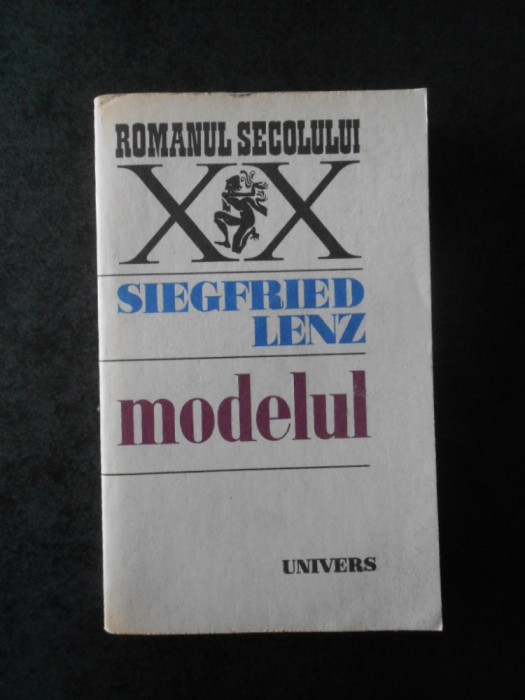 ROMANUL SECOLULUI
XX
SIEGFRIED
LENZ
modelul
UNIVERS